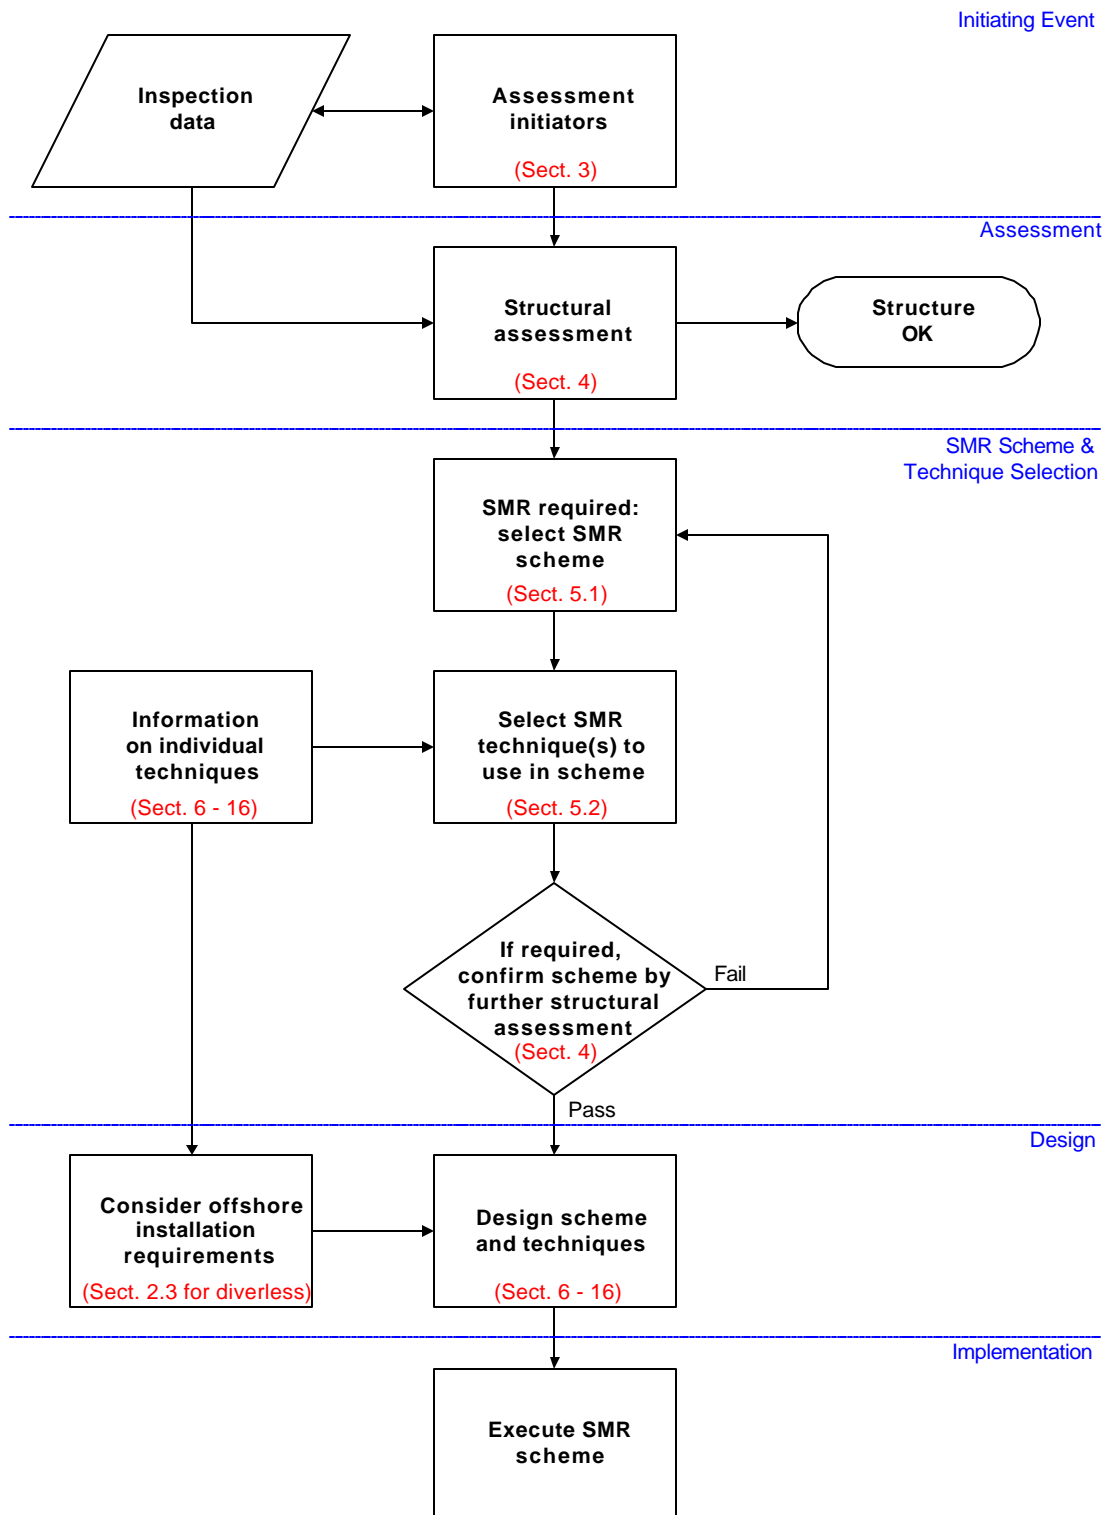 Initiating Event
Inspection
data
Assessment
initiators
(Sect. 3)
Assessment
Structural
assessment
(Sect. 4)
Structure
OK
SMR Scheme &
Technique Selection
SMR required:
select SMR
scheme
(Sect. 5.1)
Information
on individual
techniques
(Sect. 6 - 16)
Select SMR
technique(s) to
use in scheme
(Sect. 5.2)
If required,
confirm scheme by
further structural
assessment
(Sect. 4)
Fail
Pass
Design
Consider offshore
installation
requirements
(Sect. 2.3 for diverless)
Design scheme
and techniques
(Sect. 6 - 16)
Implementation
Execute SMR
scheme